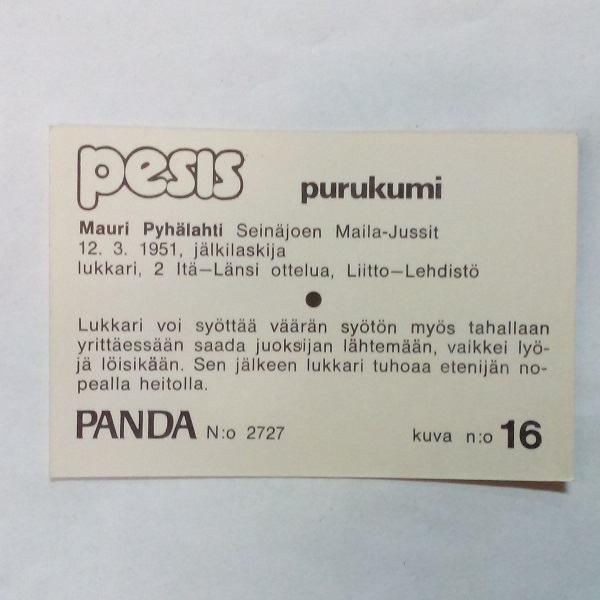 pesis purukumi
Mauri Pyhälahti Seinäjoen Maila-Jussit
12. 3. 1951, jälkilaskija
lukkari, 2 Itä—Länsi ottelua, Liitto—Lehdistö
●
Lukkari voi syöttää väärän syötön myös tahallaan
yrittäessään saada juoksijan lähtemään, vaikkei lyö-
jä löisikään. Sen jälkeen lukkari tuhoaa etenijän no-
pealla heitolla.
PANDA N:o 2727 kuva n:o 16